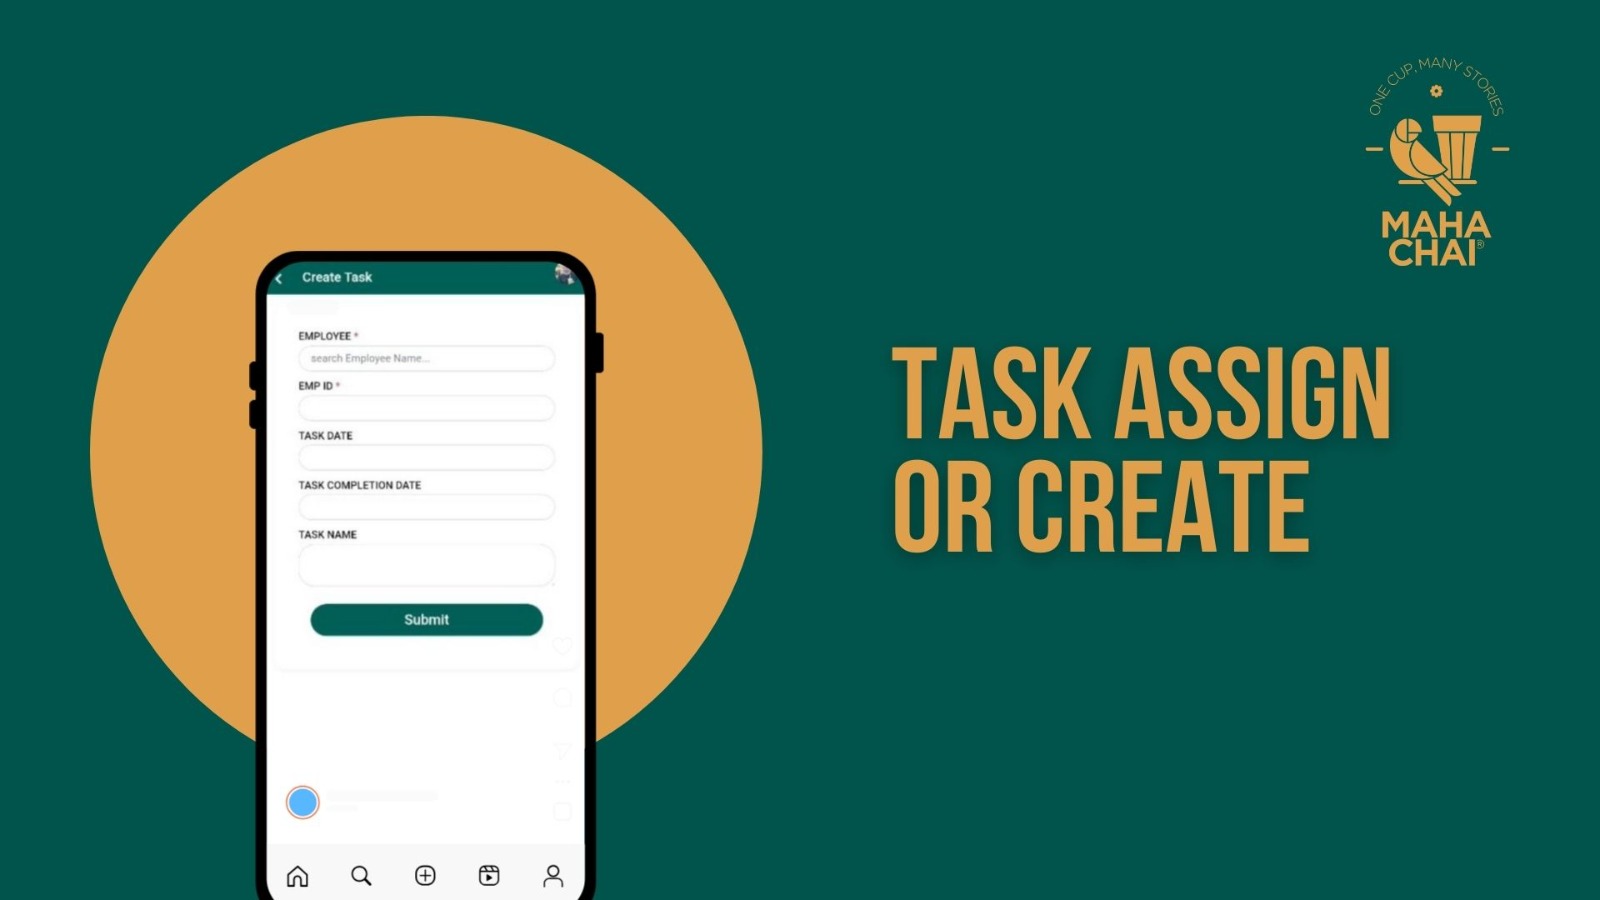 ONE CUP, MANY STORIES
MAHA
CHAI®
Create Task
EMPLOYEE *
search Employee Name...
EMP ID *
TASK DATE
TASK COMPLETION DATE
TASK NAME
Submit
TASK ASSIGN
OR CREATE